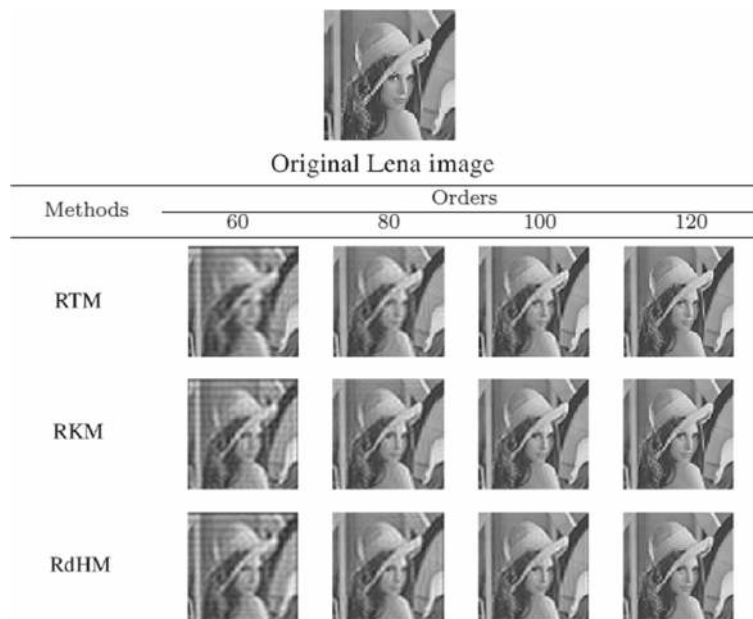 Original Lena image
Methods
Orders
60 80 100 120
RTM
RKM
RdHM